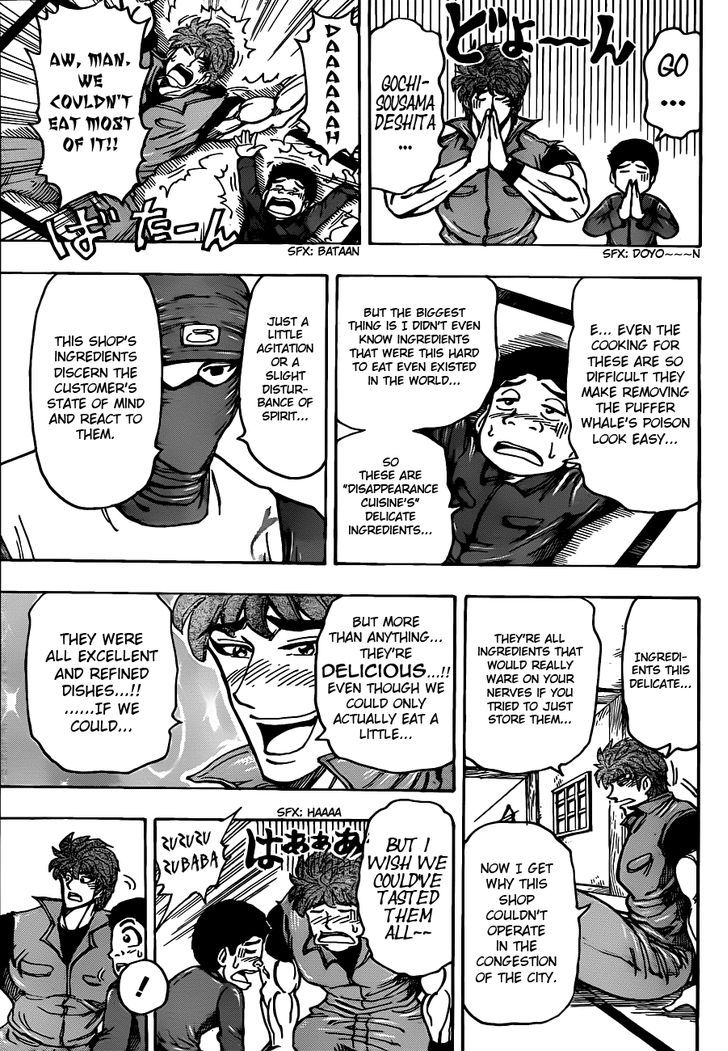 GO
...
GOCHI-
SOUSAMA
DESHITA
...
どよ〜〜ん
SFX: DOYO~~~N
DAAAAAAH
AW, MAN.
WE
COULDN'T
EAT MOST
OF IT!!
ばたーん
SFX: BATAAN
E... EVEN THE
COOKING FOR
THESE ARE SO
DIFFICULT THEY
MAKE REMOVING
THE PUFFER
WHALE'S POISON
LOOK EASY...
BUT THE BIGGEST
THING IS I DIDN'T EVEN
KNOW INGREDIENTS
THAT WERE THIS HARD
TO EAT EVEN EXISTED
IN THE WORLD...
SO
THESE ARE
"DISAPPEARANCE
CUISINE'S"
DELICATE
INGREDIENTS...
JUST A
LITTLE
AGITATION
OR A
SLIGHT
DISTUR-
BANCE OF
SPIRIT...
THIS SHOP'S
INGREDIENTS
DISCERN THE
CUSTOMER'S
STATE OF MIND
AND REACT TO
THEM.
INGREDI-
ENTS THIS
DELICATE...
THEY'RE ALL
INGREDIENTS THAT
WOULD REALLY
WARE ON YOUR
NERVES IF YOU
TRIED TO JUST
STORE THEM...
NOW I GET
WHY THIS
SHOP
COULDN'T
OPERATE
IN THE
CONGESTION
OF THE CITY.
BUT MORE
THAN ANYTHING...
THEY'RE
DELICIOUS...!!
EVEN THOUGH WE
COULD ONLY
ACTUALLY EAT A
LITTLE...
THEY WERE
ALL EXCELLENT
AND REFINED
DISHES...!!
......IF WE
COULD...
SFX: HAAAA
BUT I
WISH WE
COULD'VE
TASTED
THEM
ALL~~
はぁぁぁ
ZUZUZU
ZUBABA
!